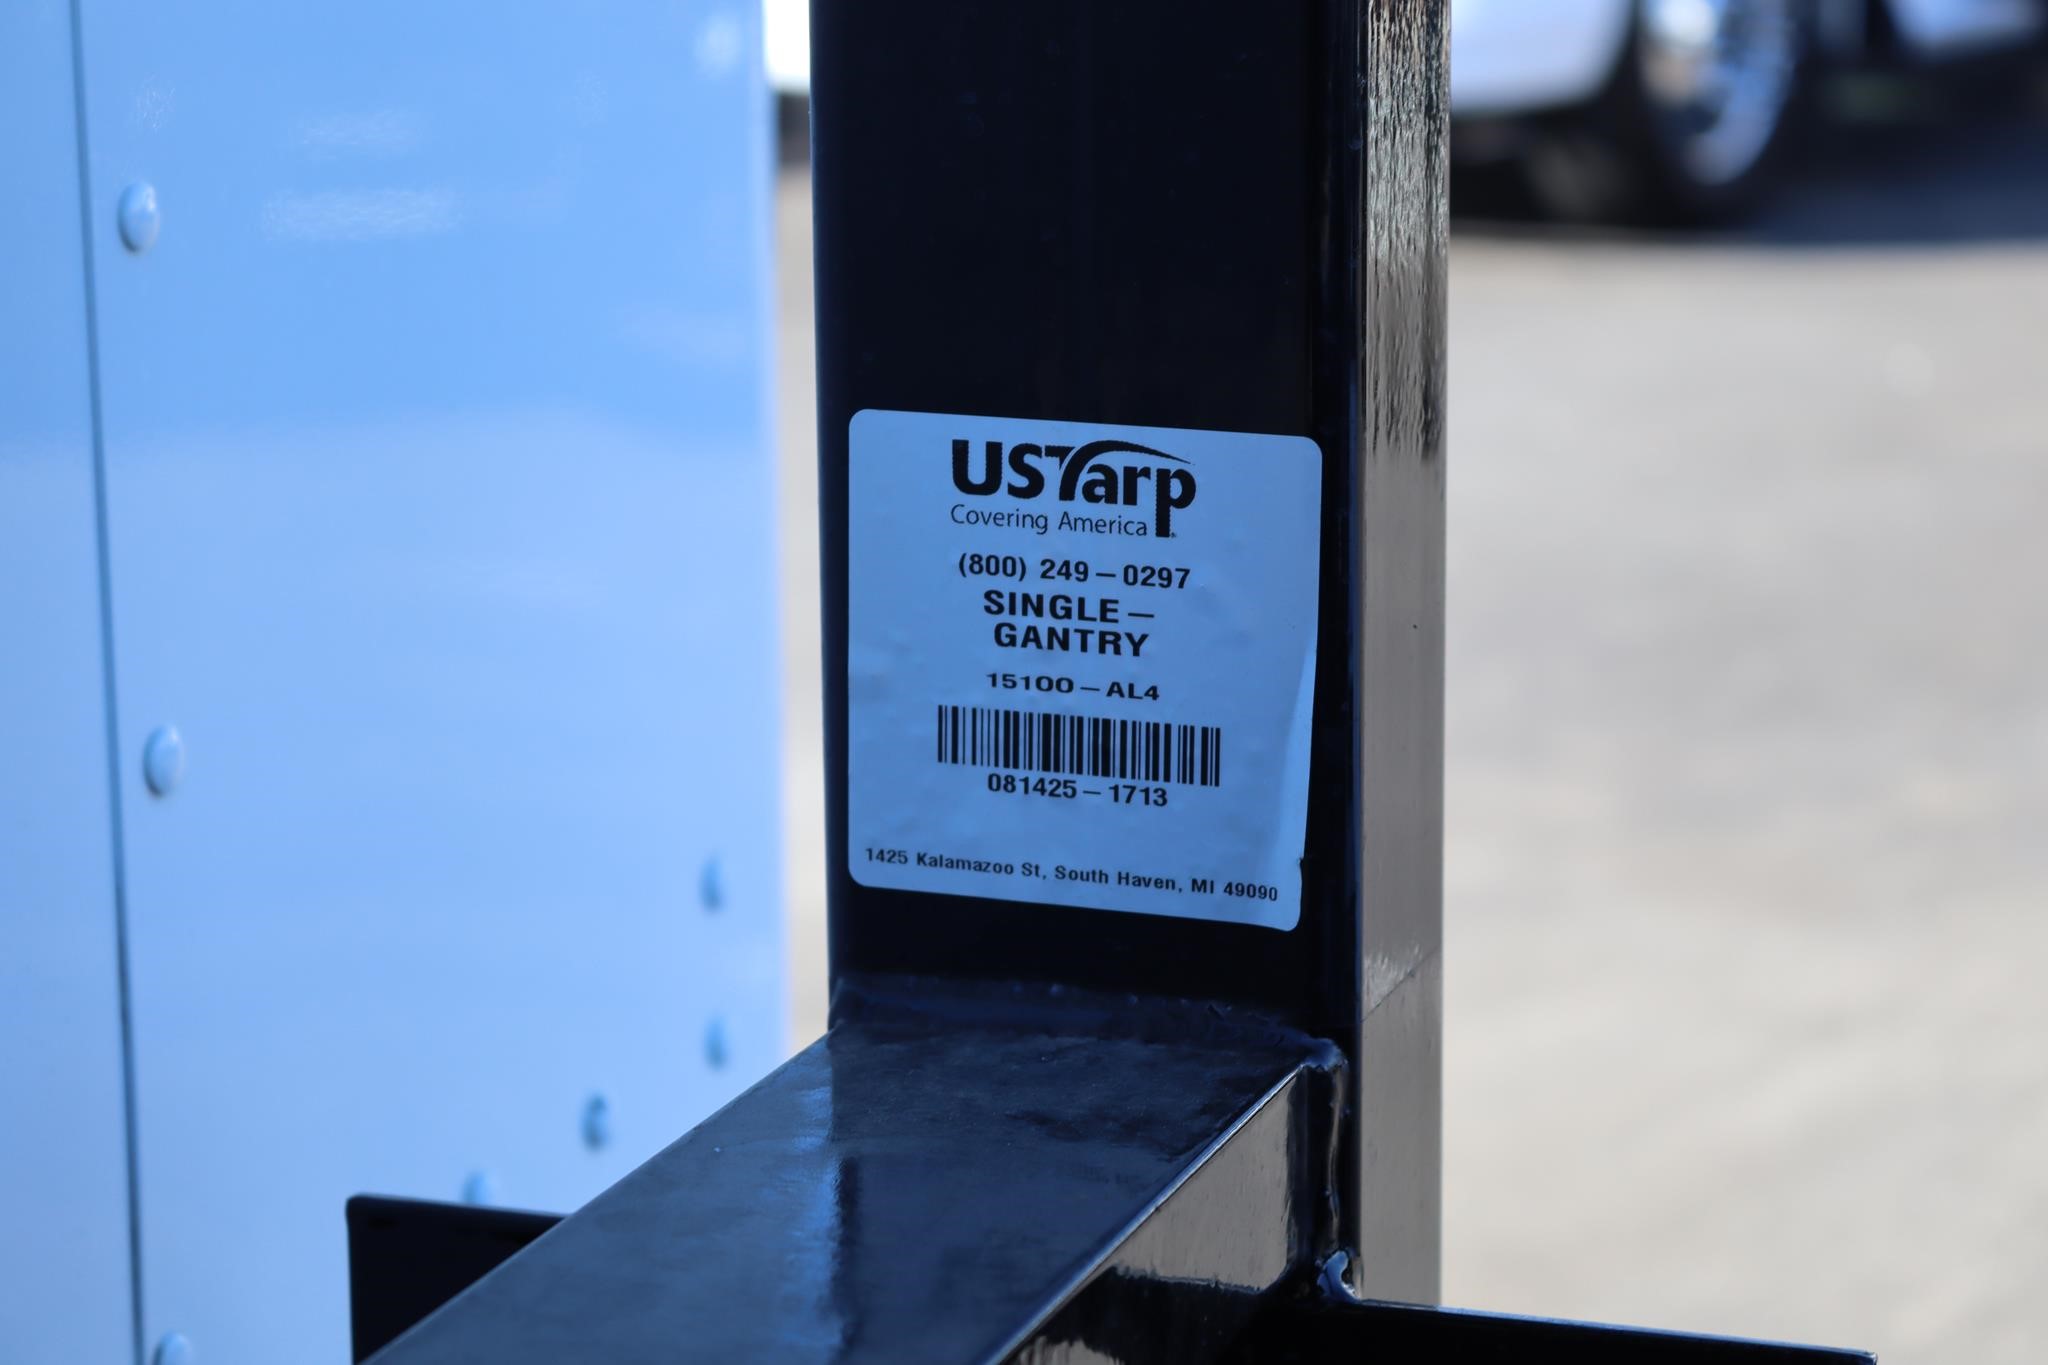 USTarp
Covering America
(800) 249-0297
SINGLE-
GANTRY
15100-AL4
081425-1713
1425 Kalamazoo St, South Haven, MI 49090